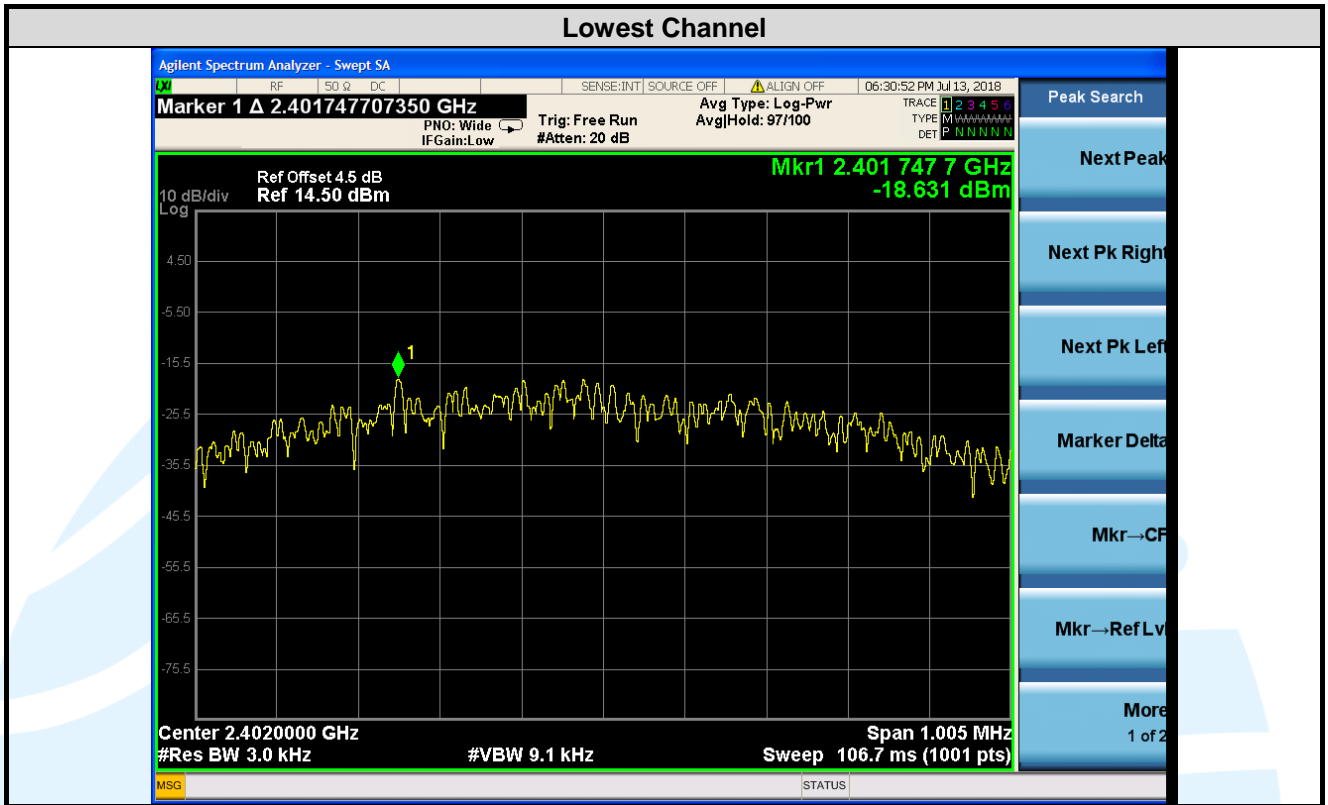 Lowest Channel
Agilent Spectrum Analyzer - Swept SA
LXI RF 50 Ω DC SENSE:INT SOURCE OFF ALIGN OFF 06:30:52 PM Jul 13, 2018
Marker 1 Δ 2.401747707350 GHz
PNO: Wide
IFGain:Low
Trig: Free Run
#Atten: 20 dB
Avg Type: Log-Pwr
Avg|Hold: 97/100
TRACE 1 2 3 4 5 6
TYPE M
DET P N N N N N
Mkr1 2.401 747 7 GHz
-18.631 dBm
Ref Offset 4.5 dB
10 dB/div Ref 14.50 dBm
Log
4.50
-5.50
-15.5
-25.5
-35.5
-45.5
-55.5
-65.5
-75.5
1
Center 2.4020000 GHz Span 1.005 MHz
#Res BW 3.0 kHz #VBW 9.1 kHz Sweep 106.7 ms (1001 pts)
MSG STATUS
Peak Search
Next Peak
Next Pk Right
Next Pk Left
Marker Delta
Mkr→CF
Mkr→Ref Lvl
More
1 of 2